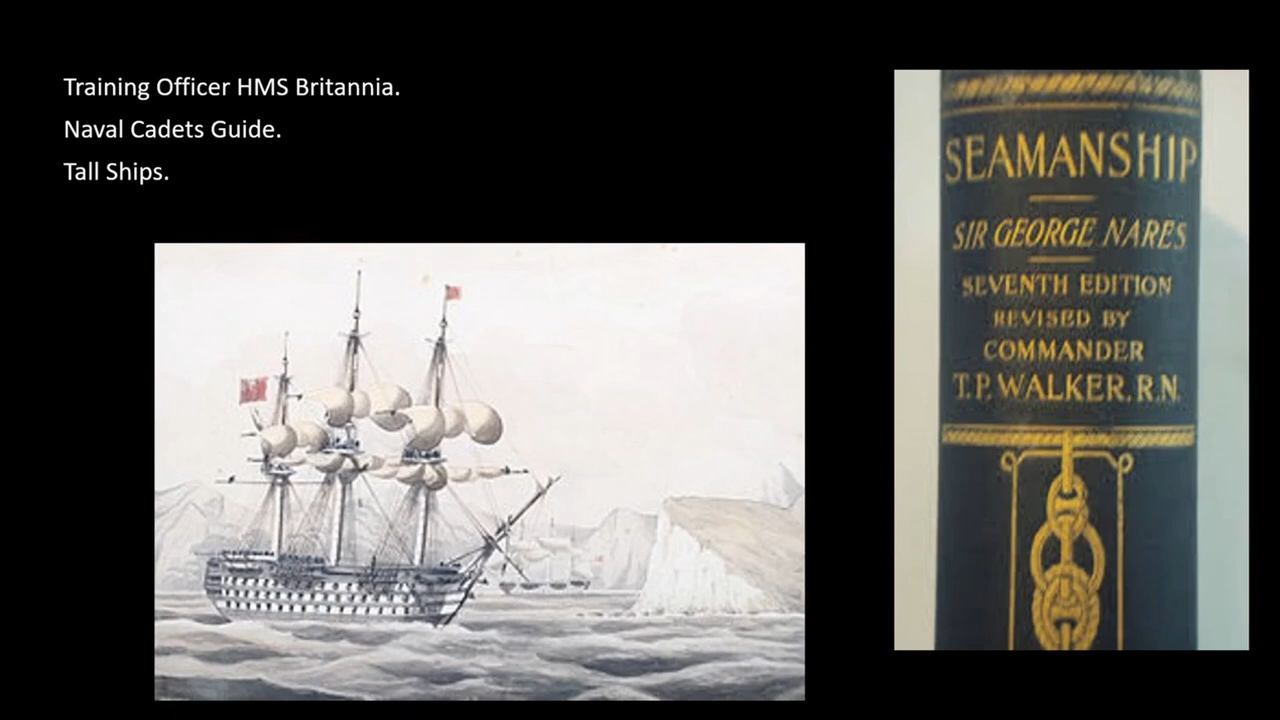 Training Officer HMS Britannia.
Naval Cadets Guide.
Tall Ships.
SEAMANSHIP
SIR GEORGE NARES
SEVENTH EDITION
REVISED BY
COMMANDER
T. P. WALKER. R.N.